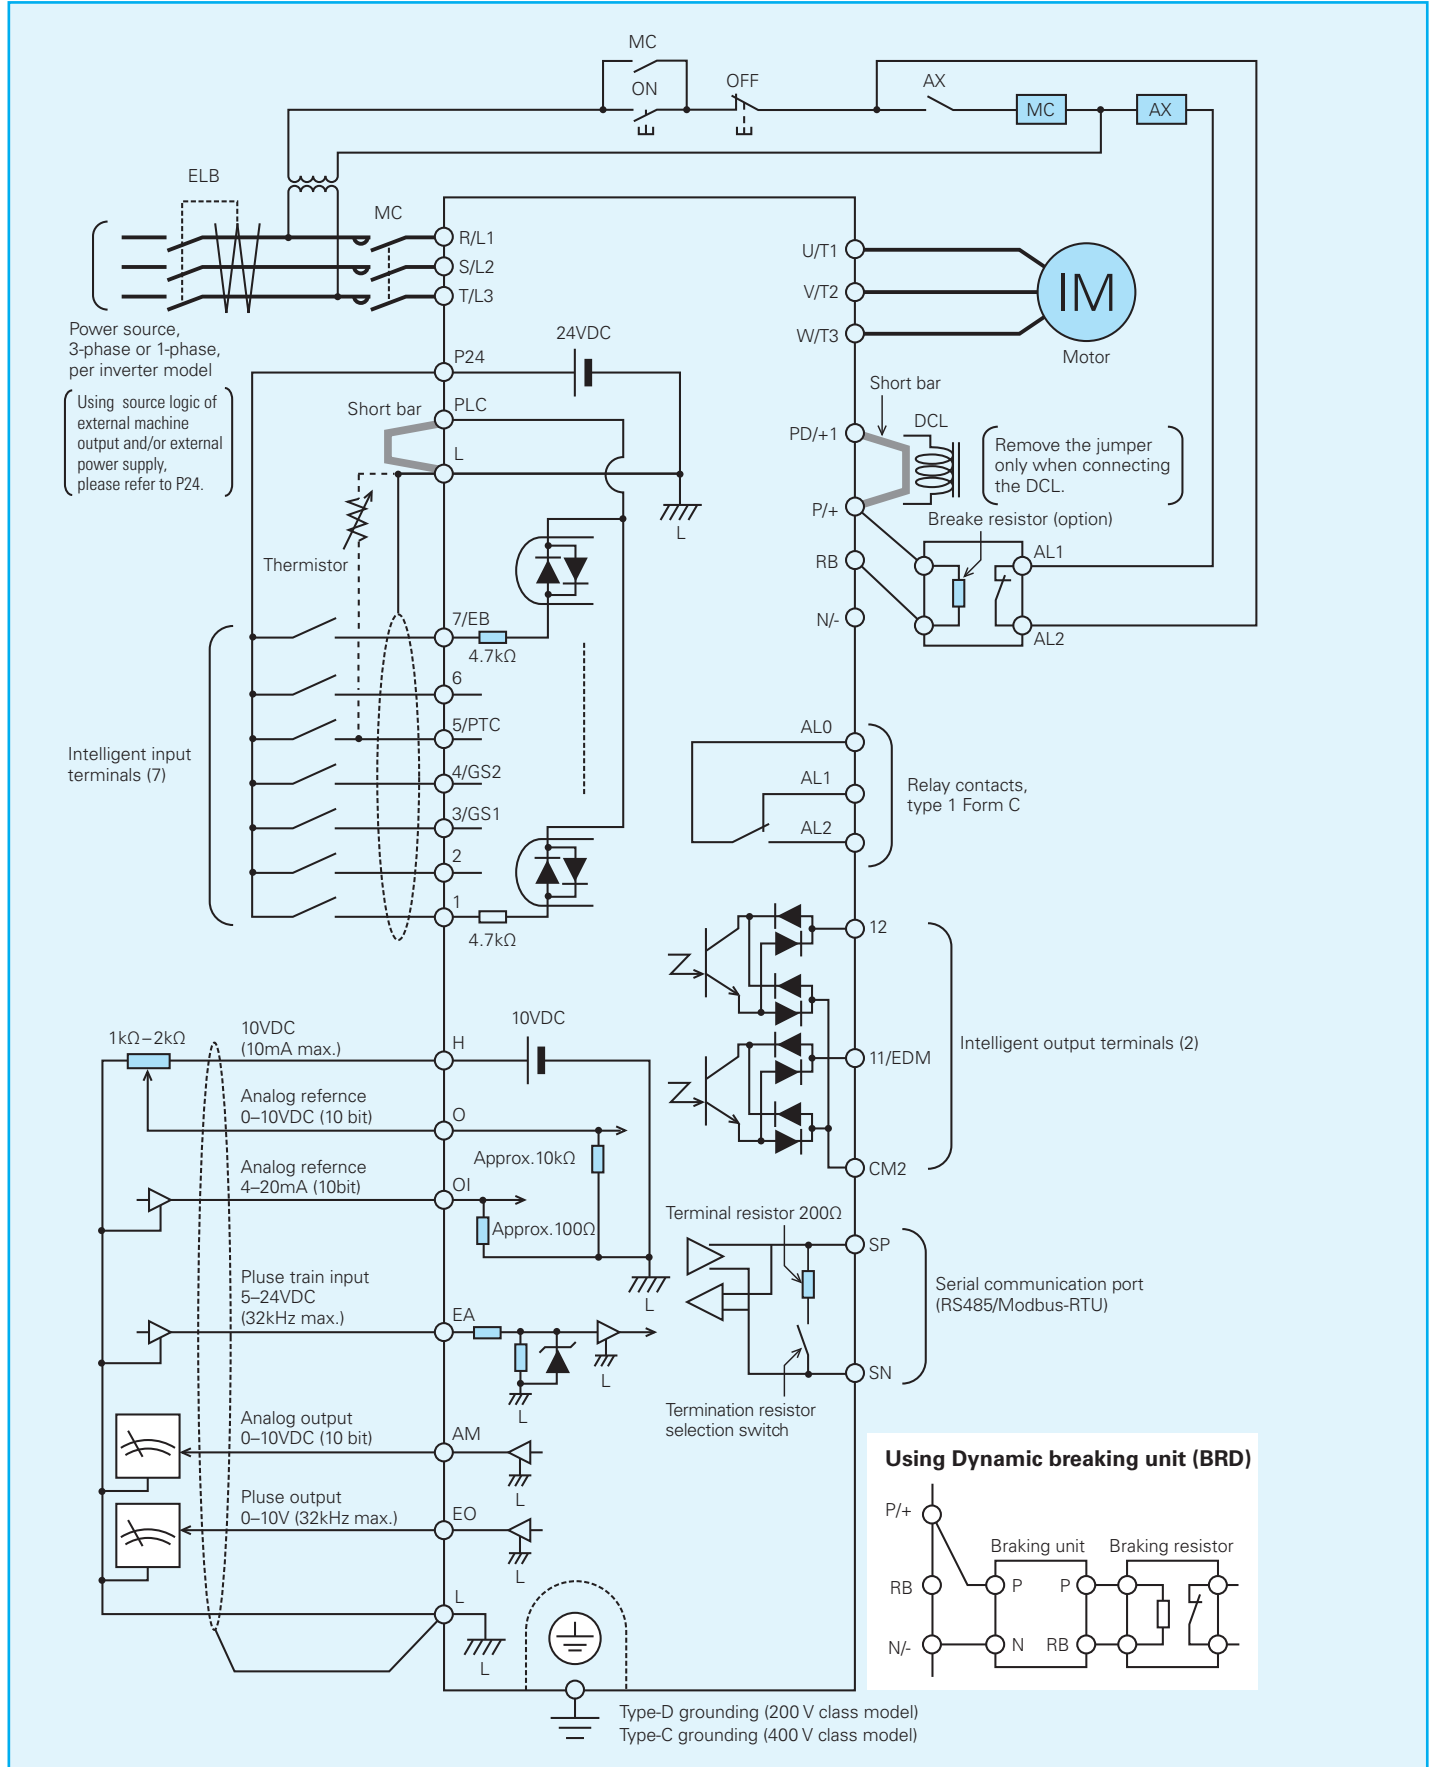 MC
ON
OFF
AX
MC
AX
ELB
MC
R/L1
S/L2
T/L3
Power source,
3-phase or 1-phase,
per inverter model
Using source logic of
external machine
output and/or external
power supply,
please refer to P24.
P24
24VDC
Short bar
PLC
L
L
Thermistor
U/T1
V/T2
W/T3
IM
Motor
Short bar
DCL
PD/+1
Remove the jumper
only when connecting
the DCL.
P/+
Breake resistor (option)
RB
AL1
N/-
AL2
7/EB
4.7kΩ
6
5/PTC
4/GS2
3/GS1
2
1
4.7kΩ
Intelligent input
terminals (7)
AL0
AL1
AL2
Relay contacts,
type 1 Form C
12
11/EDM
CM2
Intelligent output terminals (2)
1kΩ–2kΩ
10VDC
(10mA max.)
H
10VDC
Analog refernce
0–10VDC (10 bit)
O
Approx.10kΩ
Analog refernce
4–20mA (10bit)
OI
Approx.100Ω
L
Pluse train input
5–24VDC
(32kHz max.)
EA
L
L
Analog output
0–10VDC (10 bit)
AM
L
Pluse output
0–10V (32kHz max.)
EO
L
L
L
Terminal resistor 200Ω
SP
SN
Serial communication port
(RS485/Modbus-RTU)
Termination resistor
selection switch
Using Dynamic breaking unit (BRD)
P/+
Braking unit
Braking resistor
RB
P
P
N/-
N
RB
Type-D grounding (200 V class model)
Type-C grounding (400 V class model)